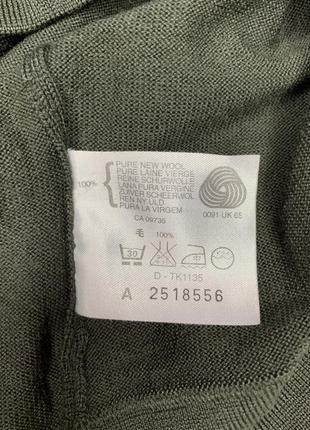 PURE NEW WOOL
PURE LAINE VIERGE
REINE SCHURWOLLE
100% LANA PURA VERGINE
ZUIVER SCHEERWOL
REN NY ULD
PURA LA VIRGEM
0091 UK 65
CA 09735
毛 100%
30
D - TK1135
A 2518556